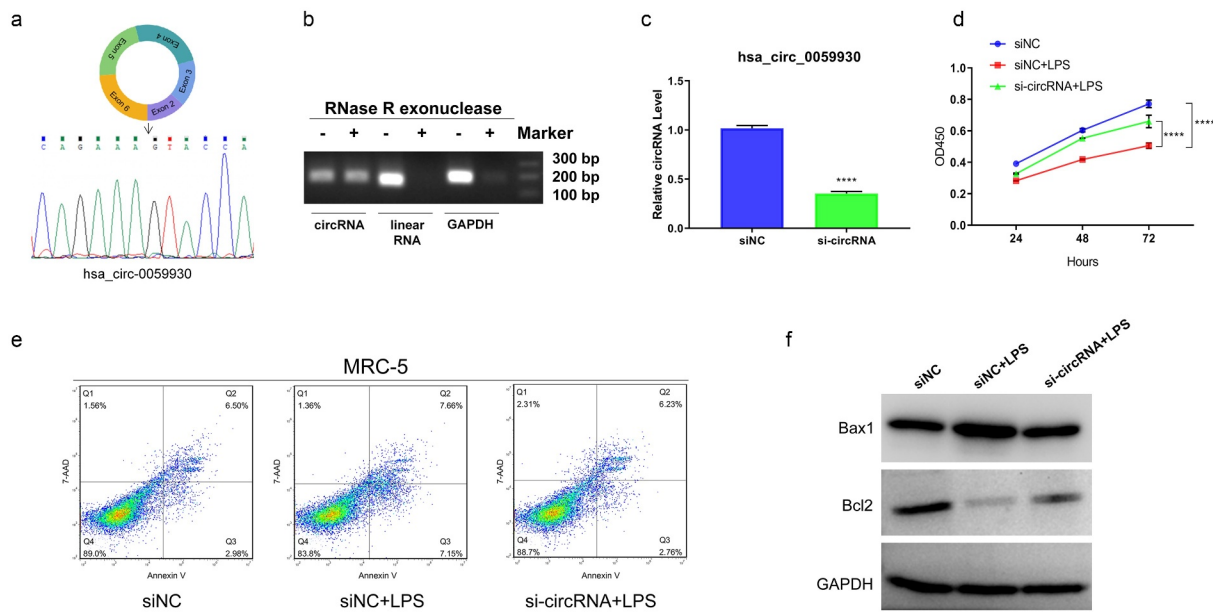 a
Exon 5
Exon 4
Exon 3
Exon 6
Exon 2
C A G A A A G T A C C A
hsa_circ-0059930
b
RNase R exonuclease
- + - + - + Marker
300 bp
200 bp
100 bp
circRNA
linear
RNA
GAPDH
c
hsa_circ_0059930
Relative circRNA Level
1.5
1.0
0.5
0.0
****
siNC
si-circRNA
d
siNC
siNC+LPS
si-circRNA+LPS
OD450
1.0
0.8
0.6
0.4
0.2
0.0
24
48
72
Hours
****
****
e
MRC-5
Q1
1.56%
Q2
6.50%
Q4
89.0%
Q3
2.98%
7-AAD
Annexin V
siNC
Q1
1.36%
Q2
7.66%
Q4
83.8%
Q3
7.15%
7-AAD
Annexin V
siNC+LPS
Q1
2.31%
Q2
6.23%
Q4
88.7%
Q3
2.76%
7-AAD
Annexin V
si-circRNA+LPS
f
siNC
siNC+LPS
si-circRNA+LPS
Bax1
Bcl2
GAPDH